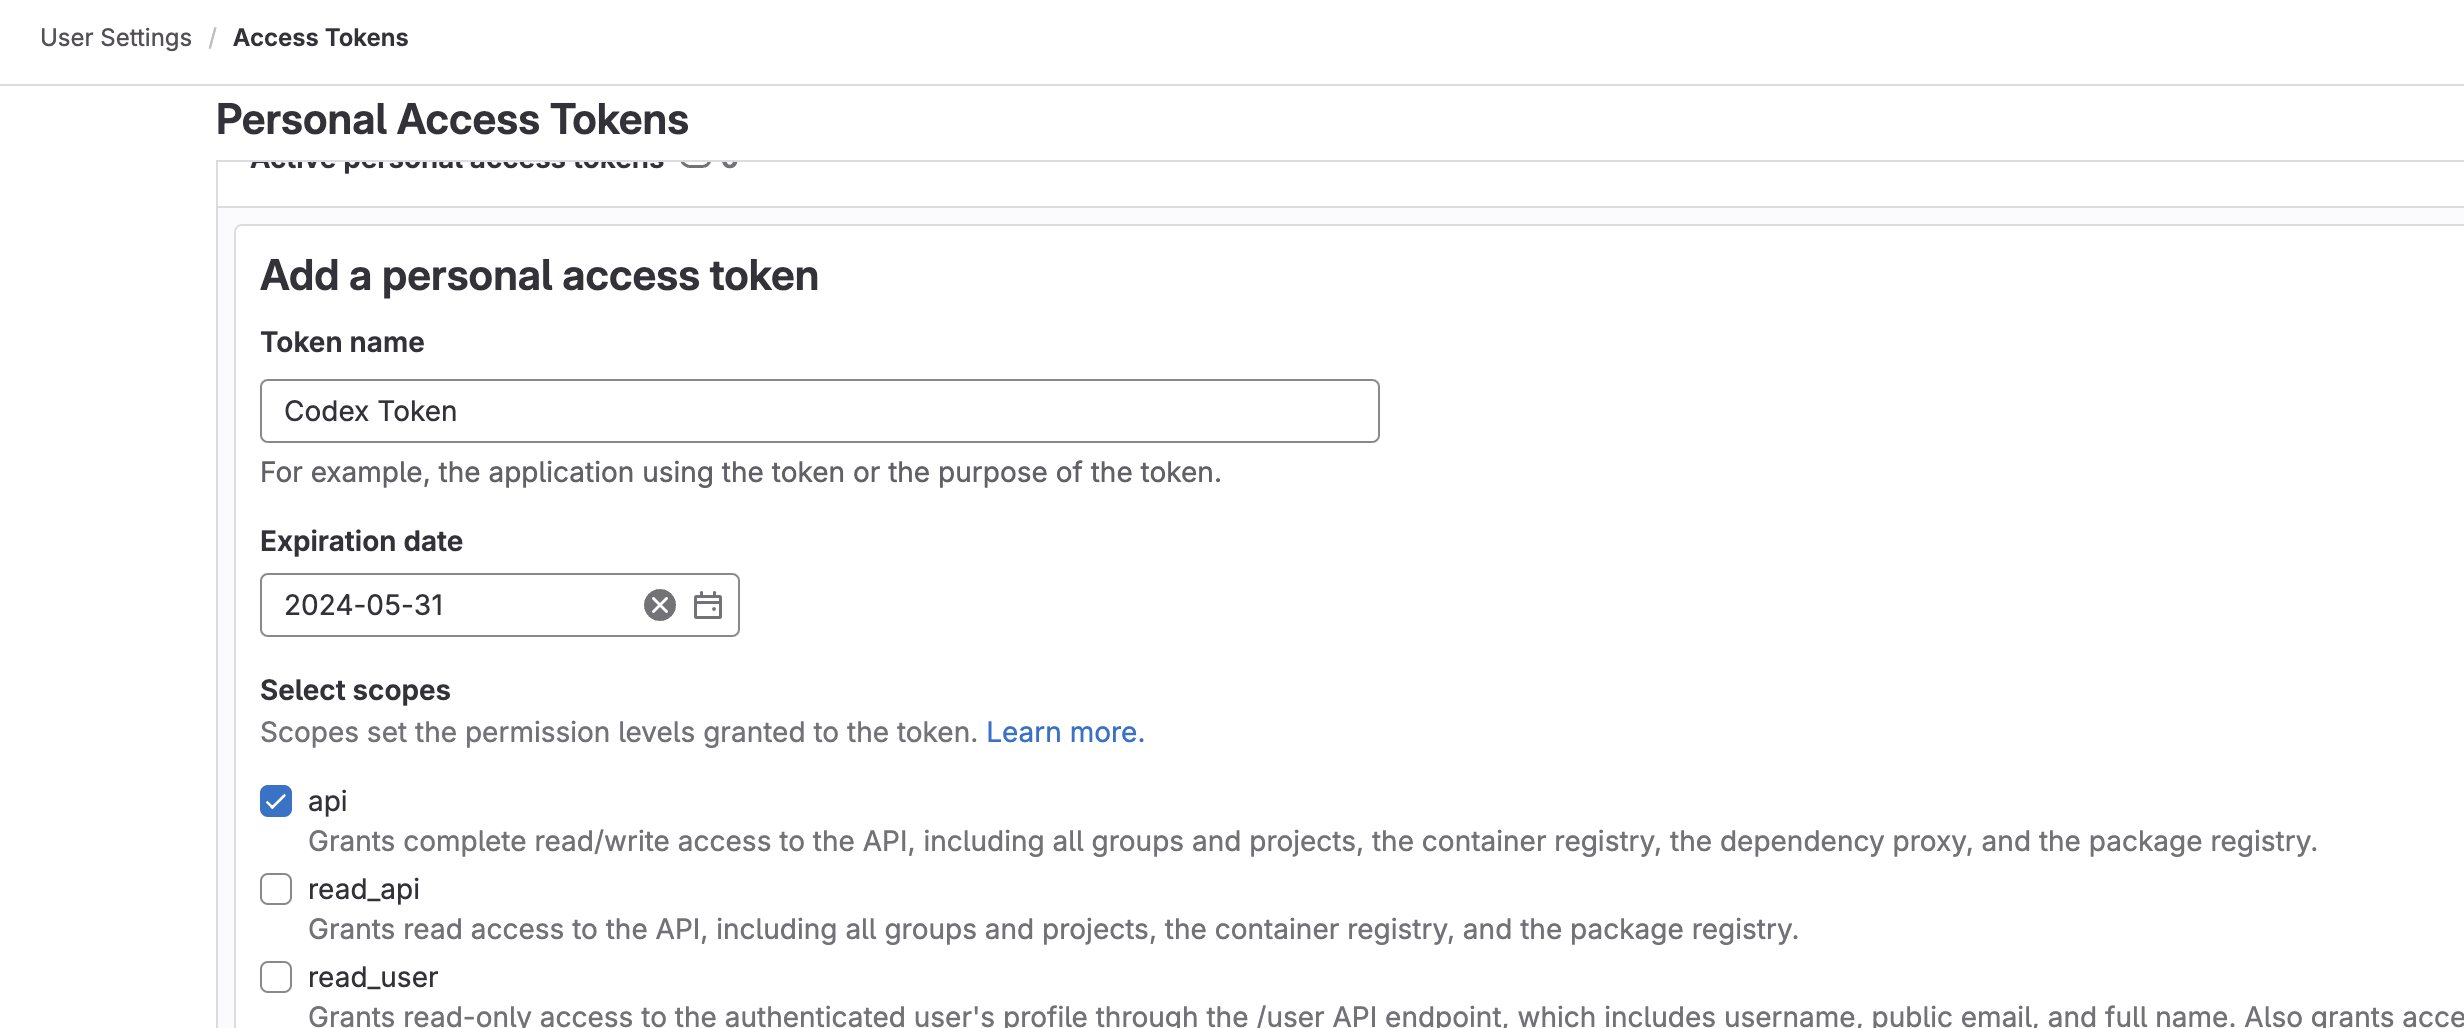 User Settings / Access Tokens
Personal Access Tokens
Active personal access tokens
Add a personal access token
Token name
Codex Token
For example, the application using the token or the purpose of the token.
Expiration date
2024-05-31
Select scopes
Scopes set the permission levels granted to the token. Learn more.
api
Grants complete read/write access to the API, including all groups and projects, the container registry, the dependency proxy, and the package registry.
read_api
Grants read access to the API, including all groups and projects, the container registry, and the package registry.
read_user
Grants read-only access to the authenticated user's profile through the /user API endpoint, which includes username, public email, and full name. Also grants